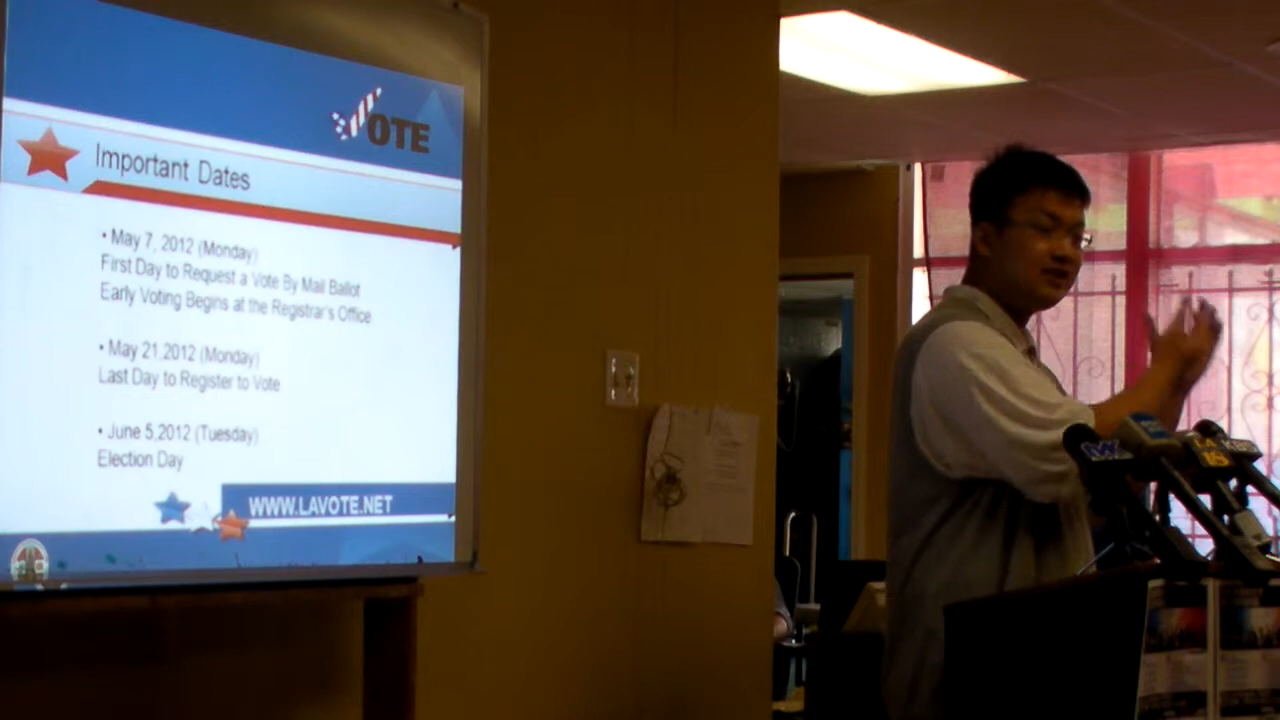 VOTE
Important Dates
• May 7, 2012 (Monday)
First Day to Request a Vote By Mail Ballot
Early Voting Begins at the Registrar's Office
• May 21,2012 (Monday)
Last Day to Register to Vote
• June 5,2012 (Tuesday)
Election Day
WWW.LAVOTE.NET
LA
18